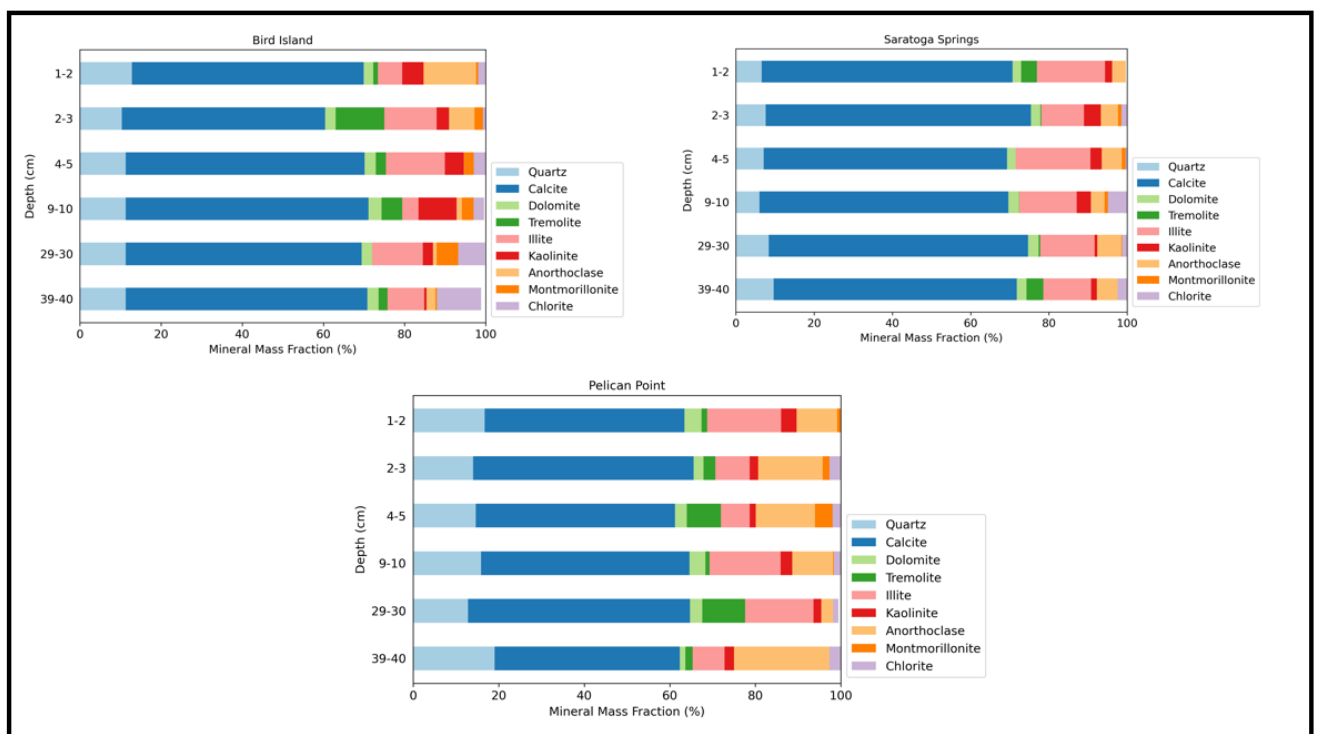 Bird Island
Depth (cm)
1-2
2-3
4-5
9-10
29-30
39-40
0 20 40 60 80 100
Mineral Mass Fraction (%)
Quartz
Calcite
Dolomite
Tremolite
Illite
Kaolinite
Anorthoclase
Montmorillonite
Chlorite
Saratoga Springs
Depth (cm)
1-2
2-3
4-5
9-10
29-30
39-40
0 20 40 60 80 100
Mineral Mass Fraction (%)
Quartz
Calcite
Dolomite
Tremolite
Illite
Kaolinite
Anorthoclase
Montmorillonite
Chlorite
Pelican Point
Depth (cm)
1-2
2-3
4-5
9-10
29-30
39-40
0 20 40 60 80 100
Mineral Mass Fraction (%)
Quartz
Calcite
Dolomite
Tremolite
Illite
Kaolinite
Anorthoclase
Montmorillonite
Chlorite